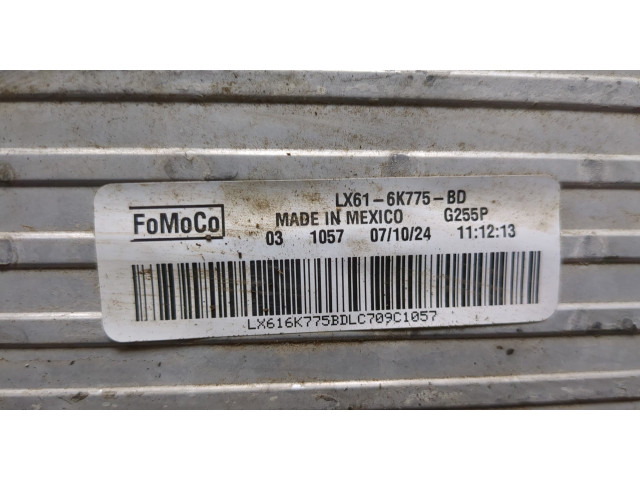 LX61-6K775-BD
FoMoCo MADE IN MEXICO G255P
03 1057 07/10/24 11:12:13
LX616K775BDLC709C1057